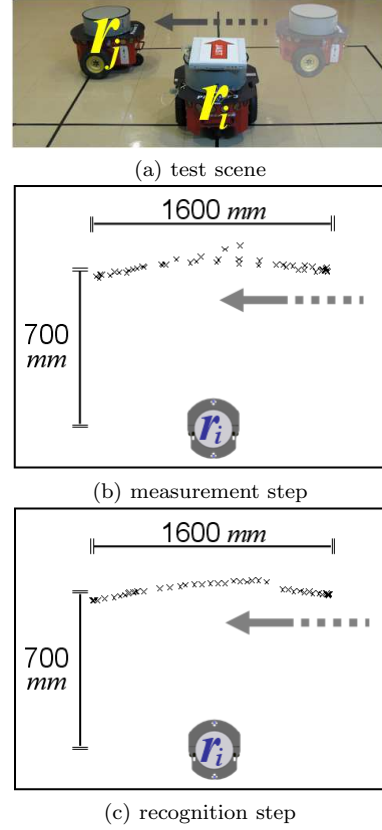 r_j
r_i
(a) test scene
1600 mm
700
mm
r_i
(b) measurement step
1600 mm
700
mm
r_i
(c) recognition step